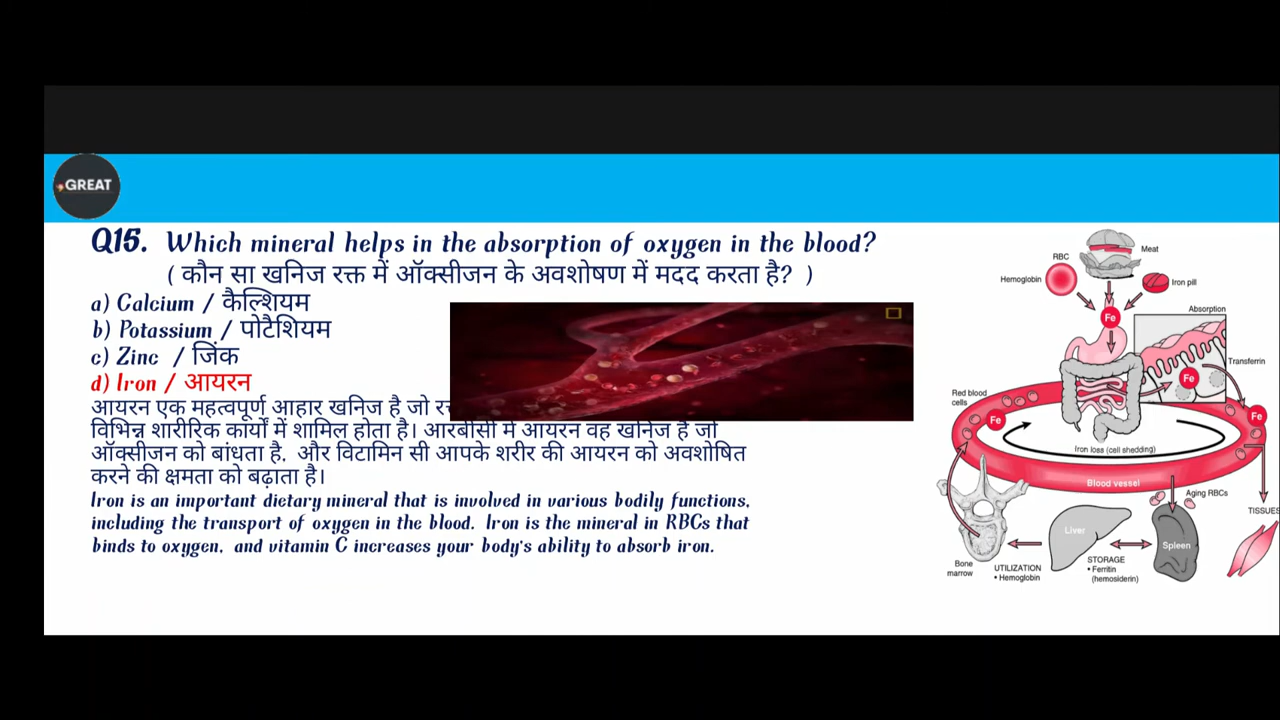 GREAT
Q15. Which mineral helps in the absorption of oxygen in the blood?
( कौन सा खनिज रक्त में ऑक्सीजन के अवशोषण में मदद करता है? )
a) Calcium / कैल्शियम
b) Potassium / पोटैशियम
c) Zinc / जिंक
d) Iron / आयरन
आयरन एक महत्वपूर्ण आहार खनिज है जो
विभिन्न शारीरिक कार्यों में शामिल होता है। आरबीसी में आयरन वह खनिज है जो
ऑक्सीजन को बांधता है. और विटामिन सी आपके शरीर की आयरन को अवशोषित
करने की क्षमता को बढ़ाता है।
Iron is an important dietary mineral that is involved in various bodily functions,
including the transport of oxygen in the blood. Iron is the mineral in RBCs that
binds to oxygen, and vitamin C increases your body's ability to absorb iron.
Meat
RBC
Hemoglobin
Iron pill
Fe
Absorption
Transferrin
Fe
Red blood
cells
Fe
Fe
Iron loss (cell shedding)
Blood vessel
Aging RBCs
TISSUES
Liver
Spleen
Bone
marrow
UTILIZATION
• Hemoglobin
STORAGE
• Ferritin
(hemosiderin)